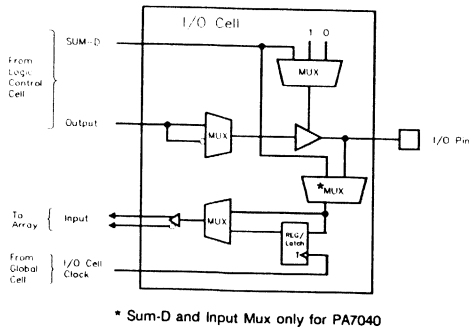 I/O Cell
SUM-D
1 0
From
Logic
Control
Cell
MUX
Output
MUX
I/O Pin
*MUX
To
Array
Input
MUX
REG/
Latch
1
From
Global
Cell
I/O Cell
Clock
* Sum-D and Input Mux only for PA7040